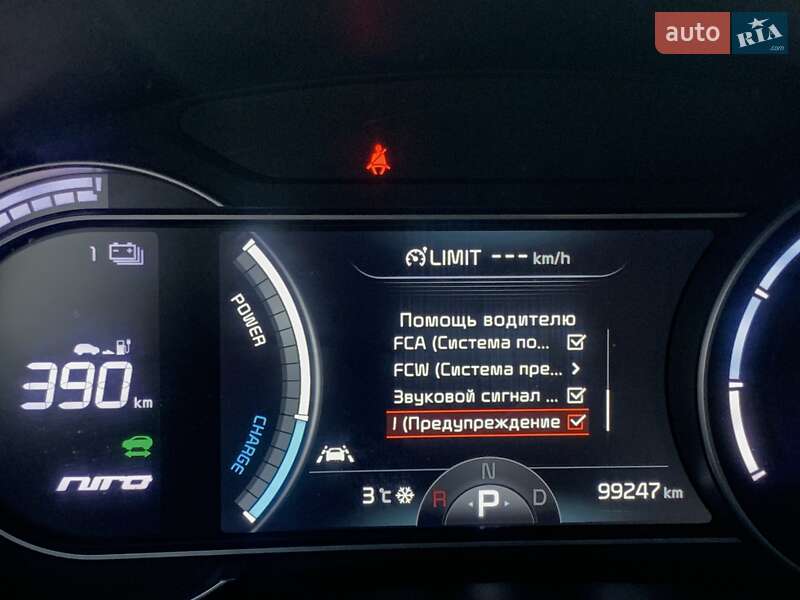 auto RIA .com
1
LIMIT --- km/h
POWER
CHARGE
Помощь водителю
FCA (Система по...
FCW (Система пре...
Звуковой сигнал ...
I (Предупреждение
390 km
NIRO
3°C
R N D
P
99247 km